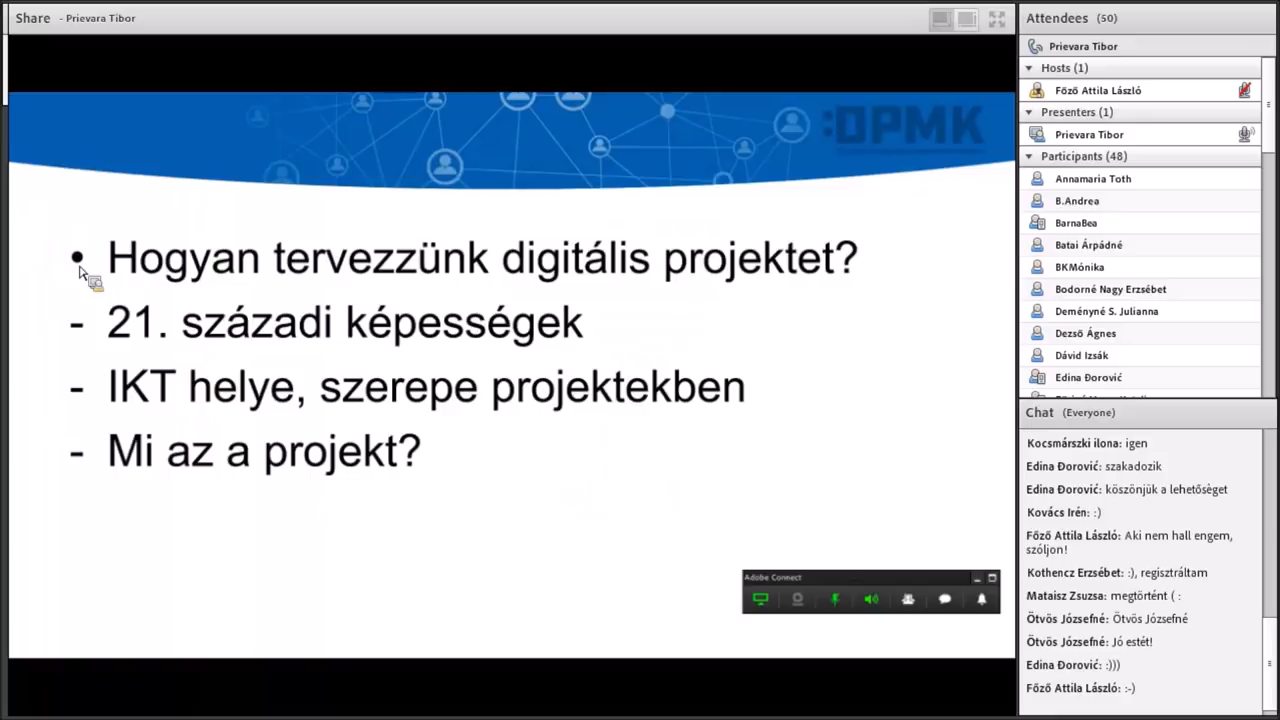 Share - Prievara Tibor
:OPMK
• Hogyan tervezzünk digitális projektet?
- 21. századi képességek
- IKT helye, szerepe projektekben
- Mi az a projekt?
Adobe Connect
Attendees (50)
Prievara Tibor
Hosts (1)
Főző Attila László
Presenters (1)
Prievara Tibor
Participants (48)
Annamaria Toth
B.Andrea
BarnaBea
Batai Árpádné
BKMónika
Bodorné Nagy Erzsébet
Deményné S. Julianna
Dezső Ágnes
Dávid Izsák
Edina Đorović
Chat (Everyone)
Kocsmárszki ilona: igen
Edina Đorović: szakadozik
Edina Đorović: köszönjük a lehetősèget
Kovács Irén: :)
Főző Attila László: Aki nem hall engem,
szóljon!
Kothencz Erzsébet: :), regisztráltam
Mataisz Zsuzsa: megtörtént ( :
Ötvös Józsefné: Ötvös Józsefné
Ötvös Józsefné: Jó estét!
Edina Đorović: :)))
Főző Attila László: :-)